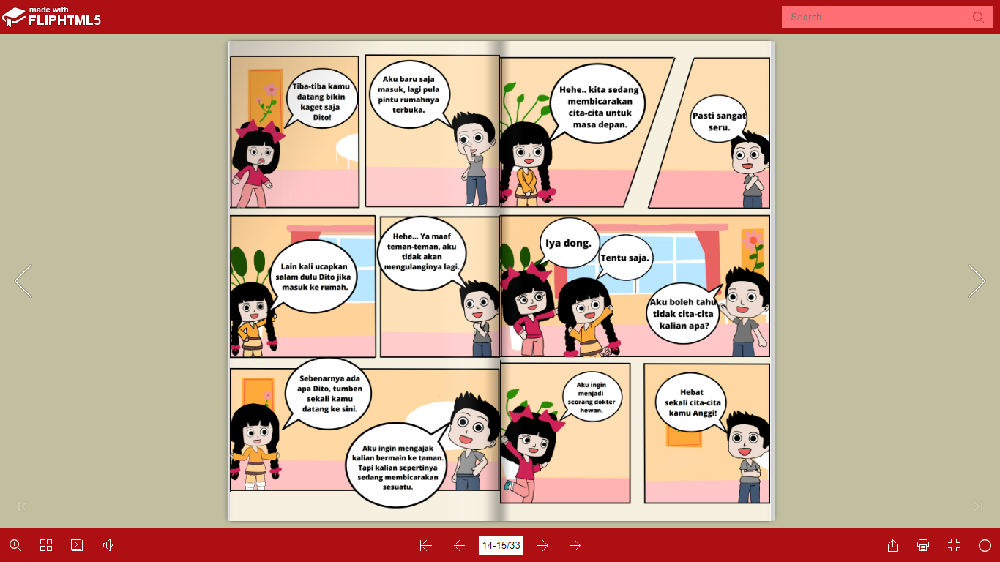 made with
FLIPHTML5
Search
Tiba-tiba kamu
datang bikin
kaget saja
Dito!
Aku baru saja
masuk, lagi pula
pintu rumahnya
terbuka.
Lain kali ucapkan
salam dulu Dito jika
masuk ke rumah.
Hehe... Ya maaf
teman-teman, aku
tidak akan
mengulanginya lagi.
Sebenarnya ada
apa Dito, tumben
sekali kamu
datang ke sini.
Aku ingin mengajak
kalian bermain ke taman.
Tapi kalian sepertinya
sedang membicarakan
sesuatu.
Hehe.. kita sedang
membicarakan
cita-cita untuk
masa depan.
Pasti sangat
seru.
Iya dong.
Tentu saja.
Aku boleh tahu
tidak cita-cita
kalian apa?
Aku ingin
menjadi
seorang dokter
hewan.
Hebat
sekali cita-cita
kamu Anggi!
14-15/33